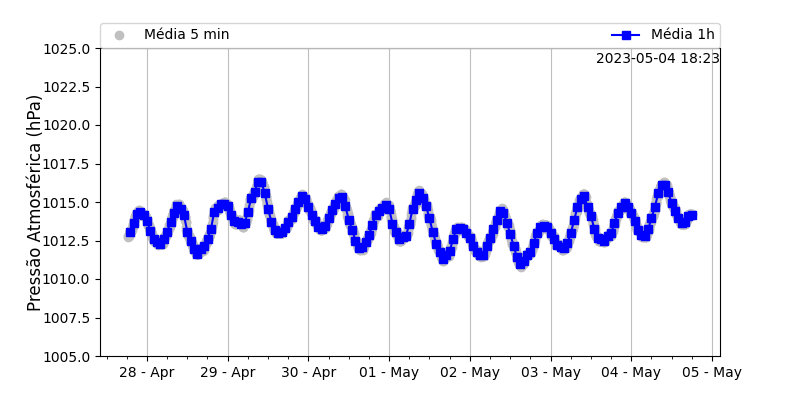 Média 5 min
Média 1h
2023-05-04 18:23
Pressão Atmosférica (hPa)
1025.0
1022.5
1020.0
1017.5
1015.0
1012.5
1010.0
1007.5
1005.0
28 - Apr
29 - Apr
30 - Apr
01 - May
02 - May
03 - May
04 - May
05 - May